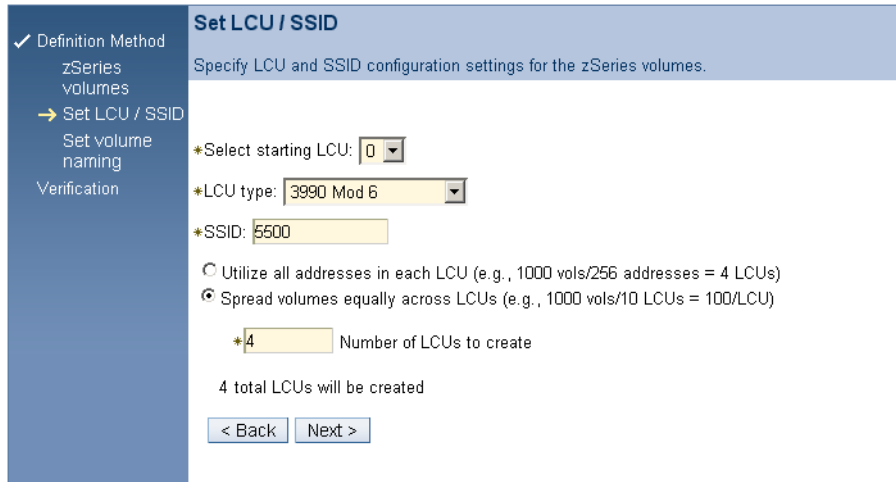 ✓ Definition Method
zSeries
volumes
→ Set LCU / SSID
Set volume
naming
Verification
Set LCU / SSID
Specify LCU and SSID configuration settings for the zSeries volumes.
*Select starting LCU: 0
*LCU type: 3990 Mod 6
*SSID: 5500
Utilize all addresses in each LCU (e.g., 1000 vols/256 addresses = 4 LCUs)
Spread volumes equally across LCUs (e.g., 1000 vols/10 LCUs = 100/LCU)
*4 Number of LCUs to create
4 total LCUs will be created
< Back Next >